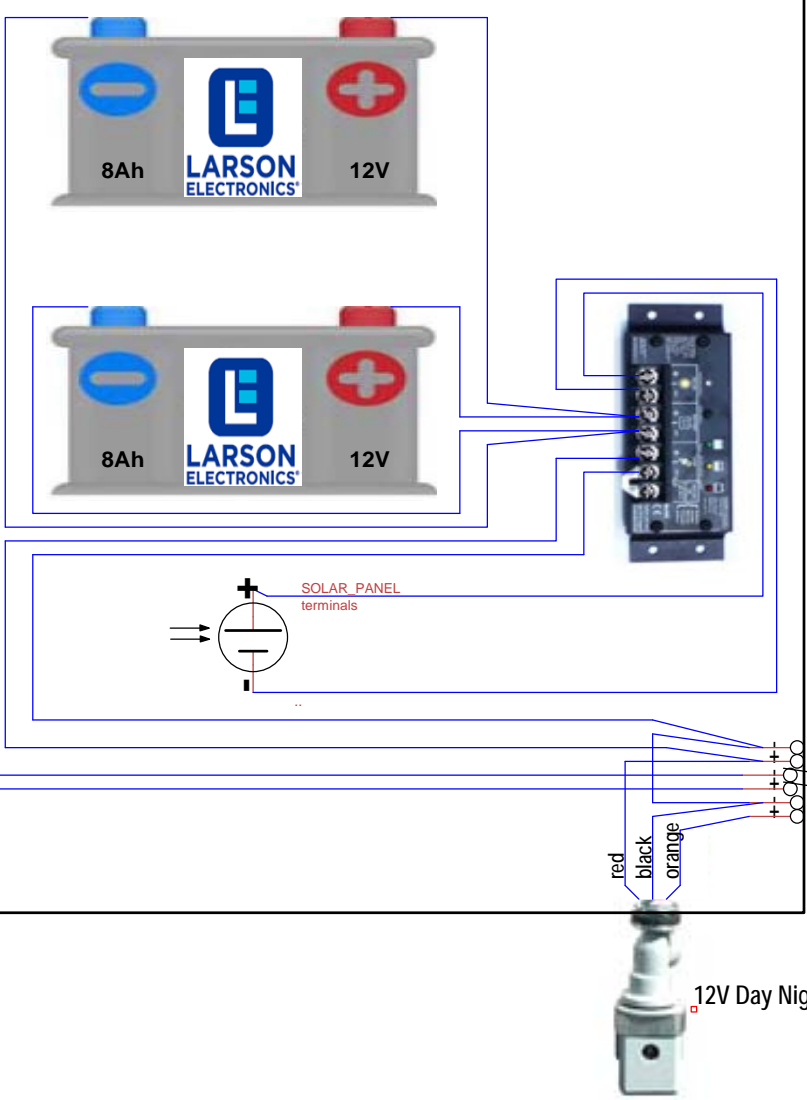 LARSON
ELECTRONICS®
8Ah
12V
LARSON
ELECTRONICS®
8Ah
12V
+
SOLAR_PANEL
terminals
-
..
-
+
-
+
-
+
red
black
orange
12V Day Nig